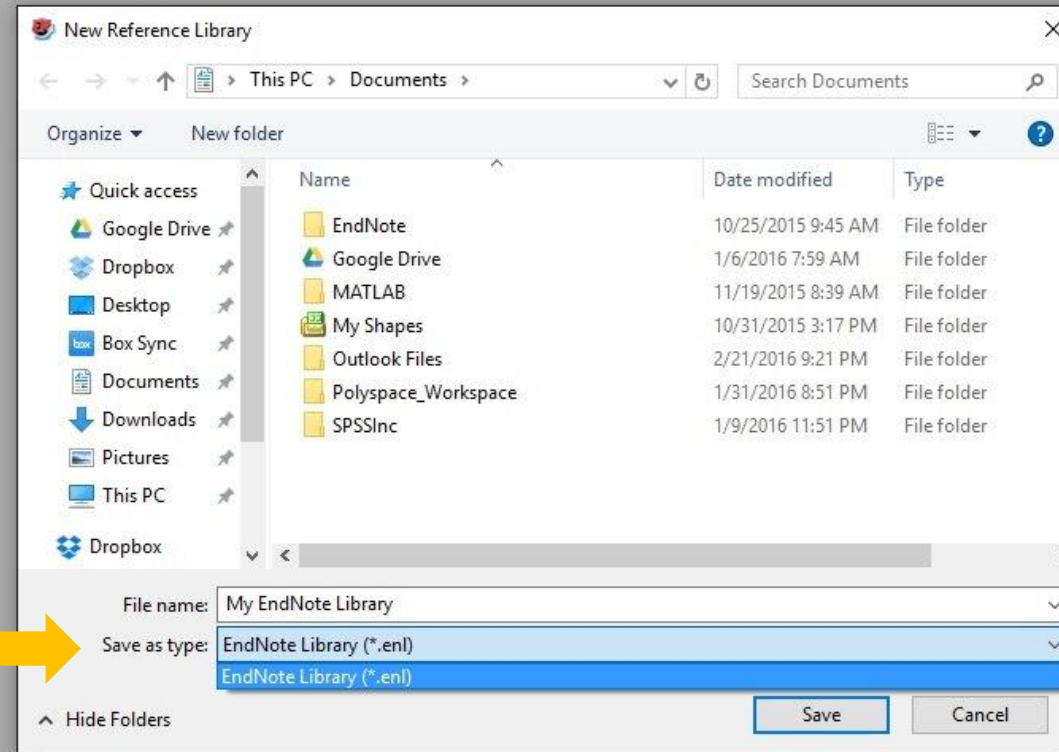 New Reference Library
This PC > Documents >
Search Documents
Organize
New folder
?
Name
Date modified
Type
Quick access
Google Drive
Dropbox
Desktop
box Box Sync
Documents
Downloads
Pictures
This PC
Dropbox
EndNote 10/25/2015 9:45 AM File folder
Google Drive 1/6/2016 7:59 AM File folder
MATLAB 11/19/2015 8:39 AM File folder
My Shapes 10/31/2015 3:17 PM File folder
Outlook Files 2/21/2016 9:21 PM File folder
Polyspace_Workspace 1/31/2016 8:51 PM File folder
SPSSInc 1/9/2016 11:51 PM File folder
File name: My EndNote Library
Save as type: EndNote Library (*.enl)
EndNote Library (*.enl)
Hide Folders
Save
Cancel